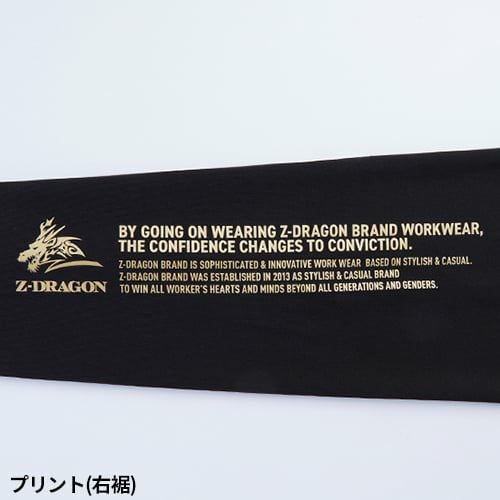 BY GOING ON WEARING Z-DRAGON BRAND WORKWEAR,
THE CONFIDENCE CHANGES TO CONVICTION.
Z-DRAGON BRAND IS SOPHISTICATED & INNOVATIVE WORK WEAR BASED ON STYLISH & CASUAL.
Z-DRAGON BRAND WAS ESTABLISHED IN 2013 AS STYLISH & CASUAL BRAND
TO WIN ALL WORKER'S HEARTS AND MINDS BEYOND ALL GENERATIONS AND GENDERS.
Z-DRAGON
プリント(右裾)